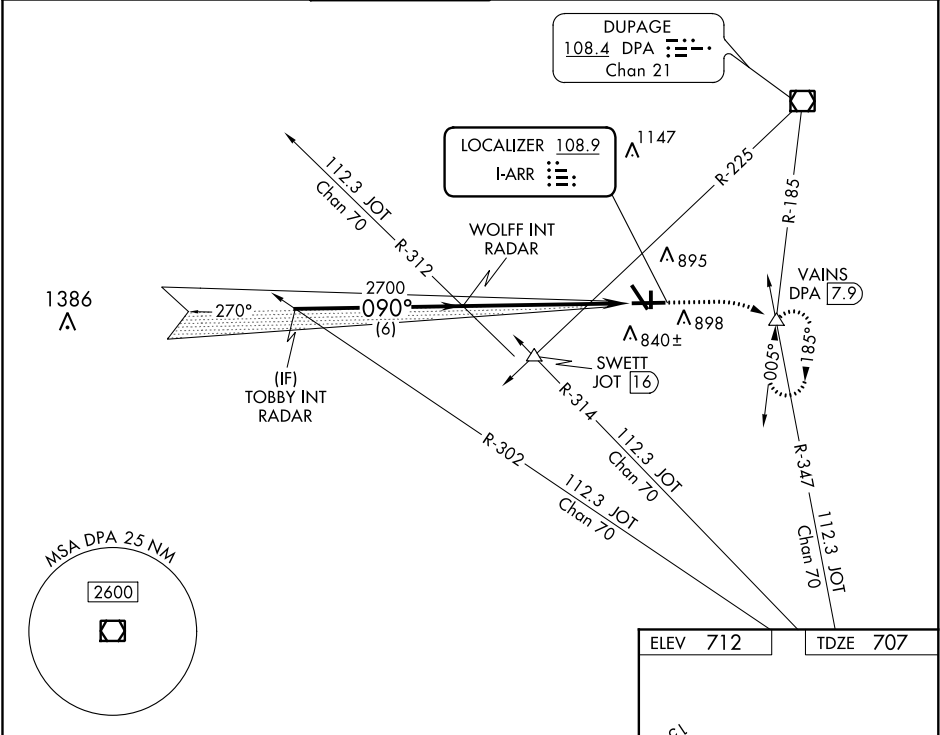 DUPAGE
108.4 DPA
Chan 21
LOCALIZER 108.9
I-ARR
1147
112.3 JOT
Chan 70
R-312
R-225
R-185
WOLFF INT
RADAR
895
VAINS
DPA 7.9
1386
270°
2700
090°
(6)
898
840±
005°
185°
(IF)
TOBBY INT
RADAR
SWETT
JOT 16
R-314
112.3 JOT
Chan 70
R-302
112.3 JOT
Chan 70
R-347
112.3 JOT
Chan 70
MSA DPA 25 NM
2600
ELEV 712
TDZE 707